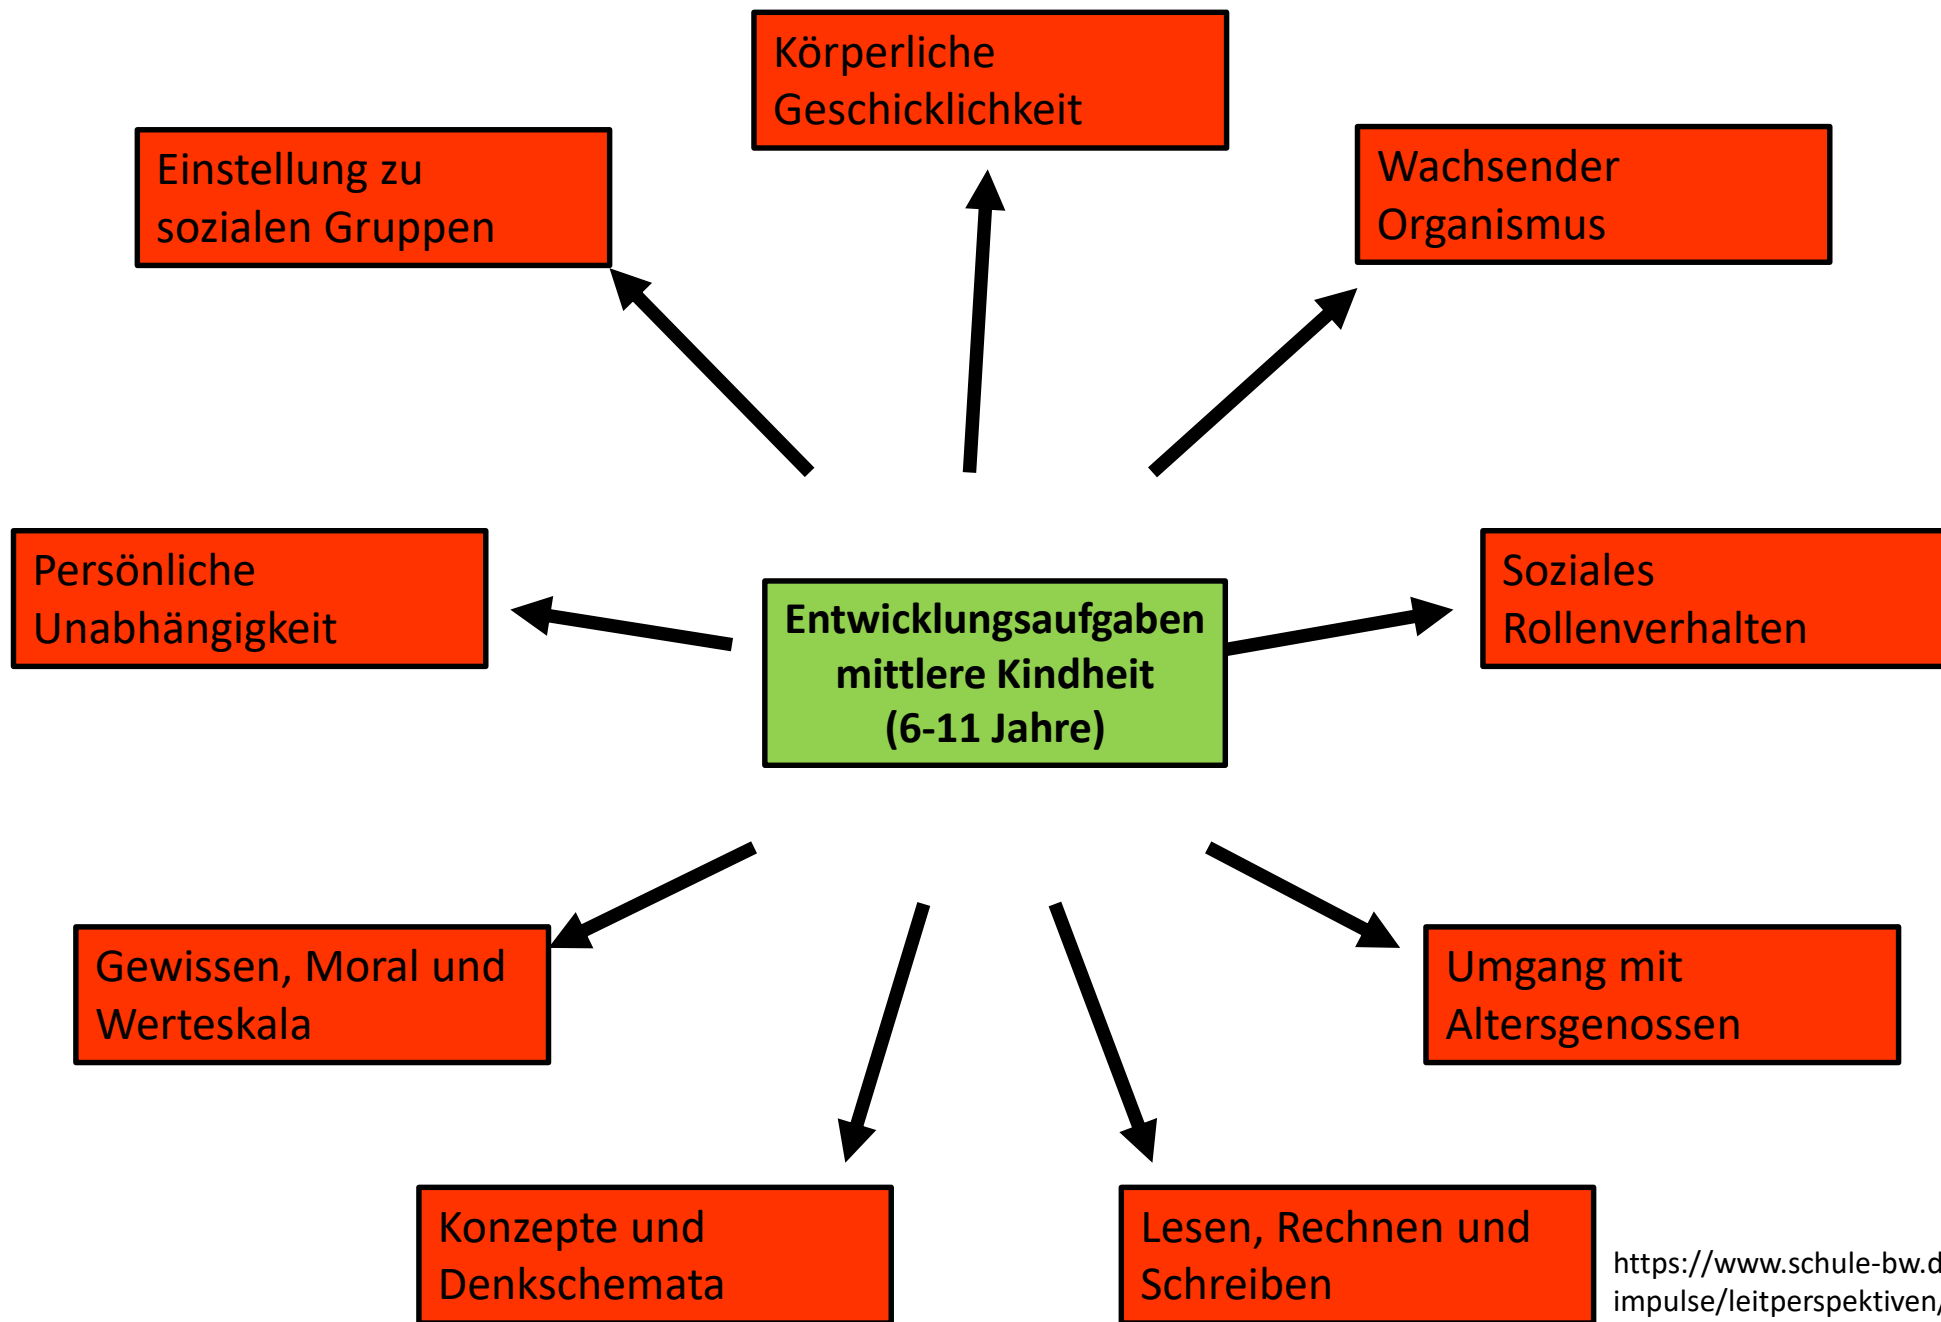 Körperliche
Geschicklichkeit
Einstellung zu
sozialen Gruppen
Wachsender
Organismus
Persönliche
Unabhängigkeit
Entwicklungsaufgaben
mittlere Kindheit
(6-11 Jahre)
Soziales
Rollenverhalten
Gewissen, Moral und
Werteskala
Umgang mit
Altersgenossen
Konzepte und
Denkschemata
Lesen, Rechnen und
Schreiben
https://www.schule-bw.d
impulse/leitperspektiven/